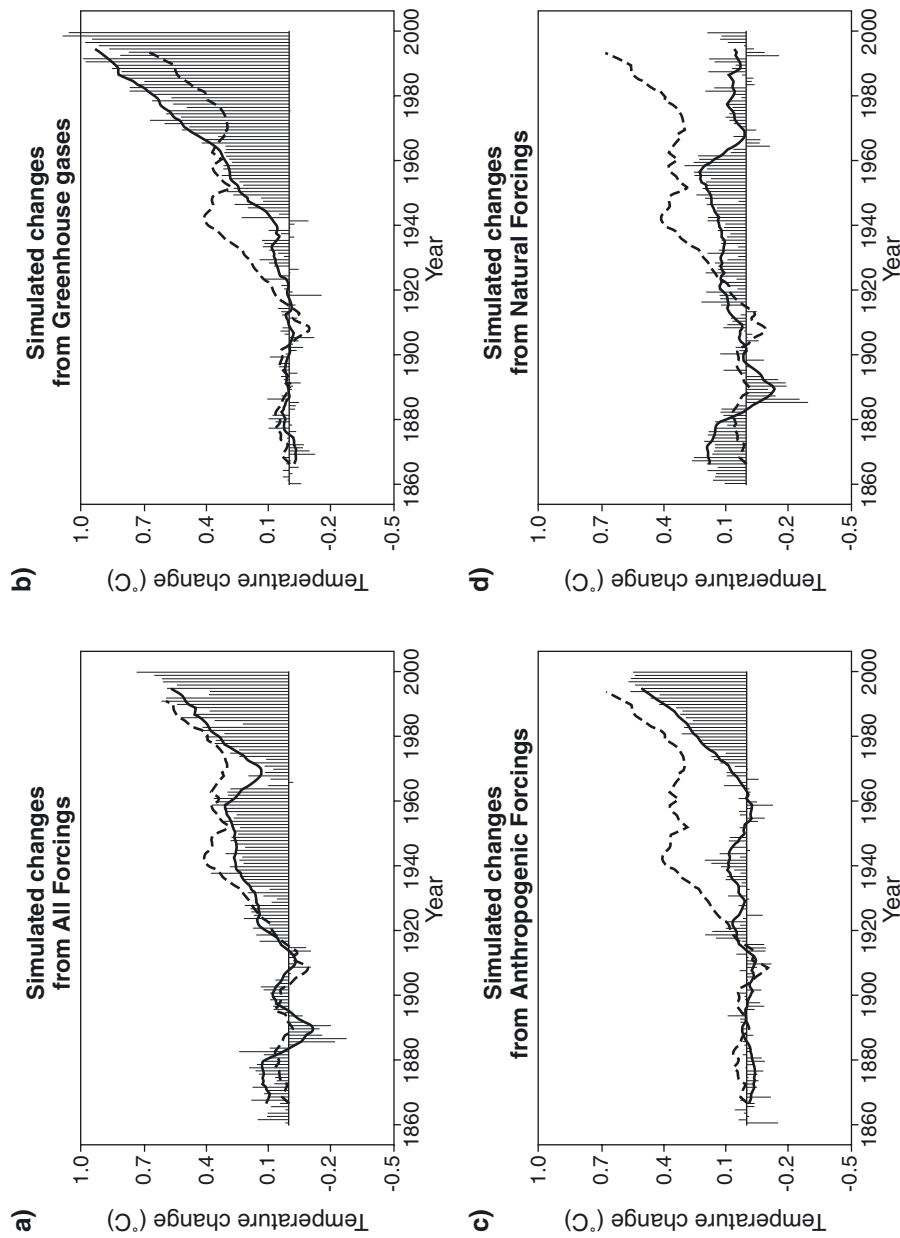 a)
Simulated changes
from All Forcings
Temperature change (°C)
1.0
0.7
0.4
0.1
-0.2
-0.5
1860 1880 1900 1920 1940 1960 1980 2000
Year
b)
Simulated changes
from Greenhouse gases
Temperature change (°C)
1.0
0.7
0.4
0.1
-0.2
-0.5
1860 1880 1900 1920 1940 1960 1980 2000
Year
c)
Simulated changes
from Anthropogenic Forcings
Temperature change (°C)
1.0
0.7
0.4
0.1
-0.2
-0.5
1860 1880 1900 1920 1940 1960 1980 2000
Year
d)
Simulated changes
from Natural Forcings
Temperature change (°C)
1.0
0.7
0.4
0.1
-0.2
-0.5
1860 1880 1900 1920 1940 1960 1980 2000
Year